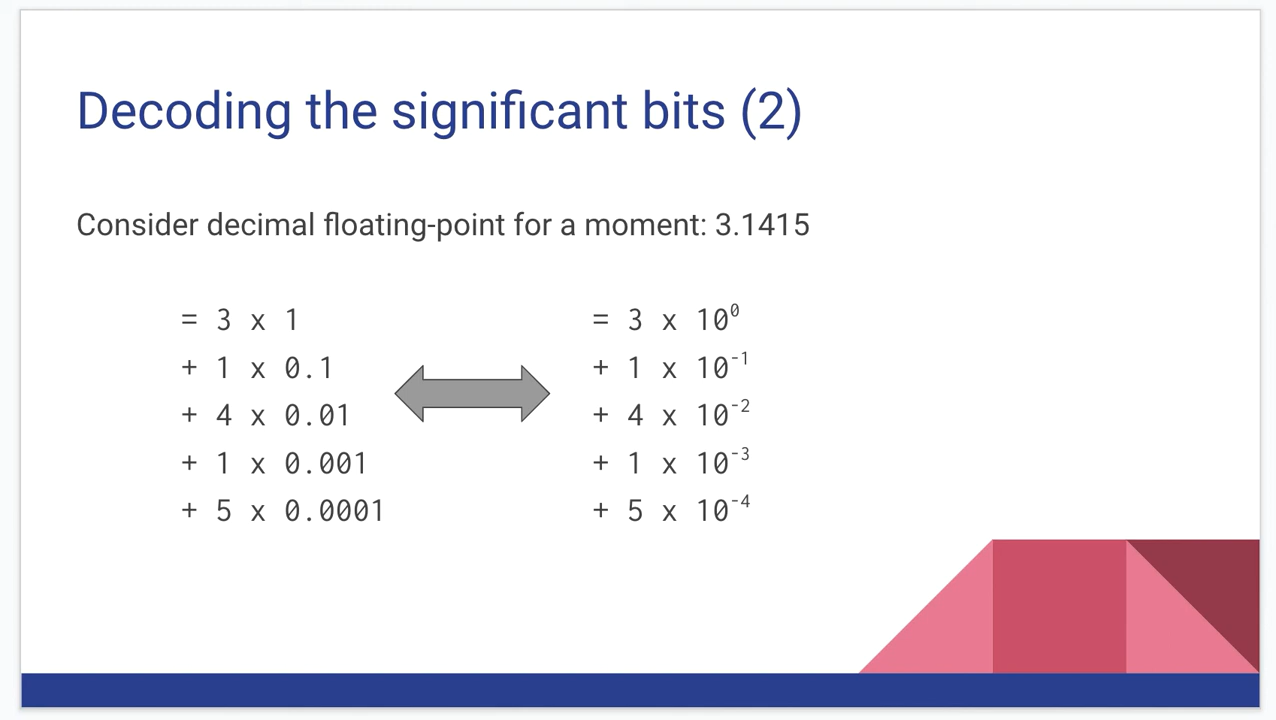 Decoding the significant bits (2)
Consider decimal floating-point for a moment: 3.1415
= 3 x 1
+ 1 x 0.1
+ 4 x 0.01
+ 1 x 0.001
+ 5 x 0.0001
= 3 x 10⁰
+ 1 x 10⁻¹
+ 4 x 10⁻²
+ 1 x 10⁻³
+ 5 x 10⁻⁴